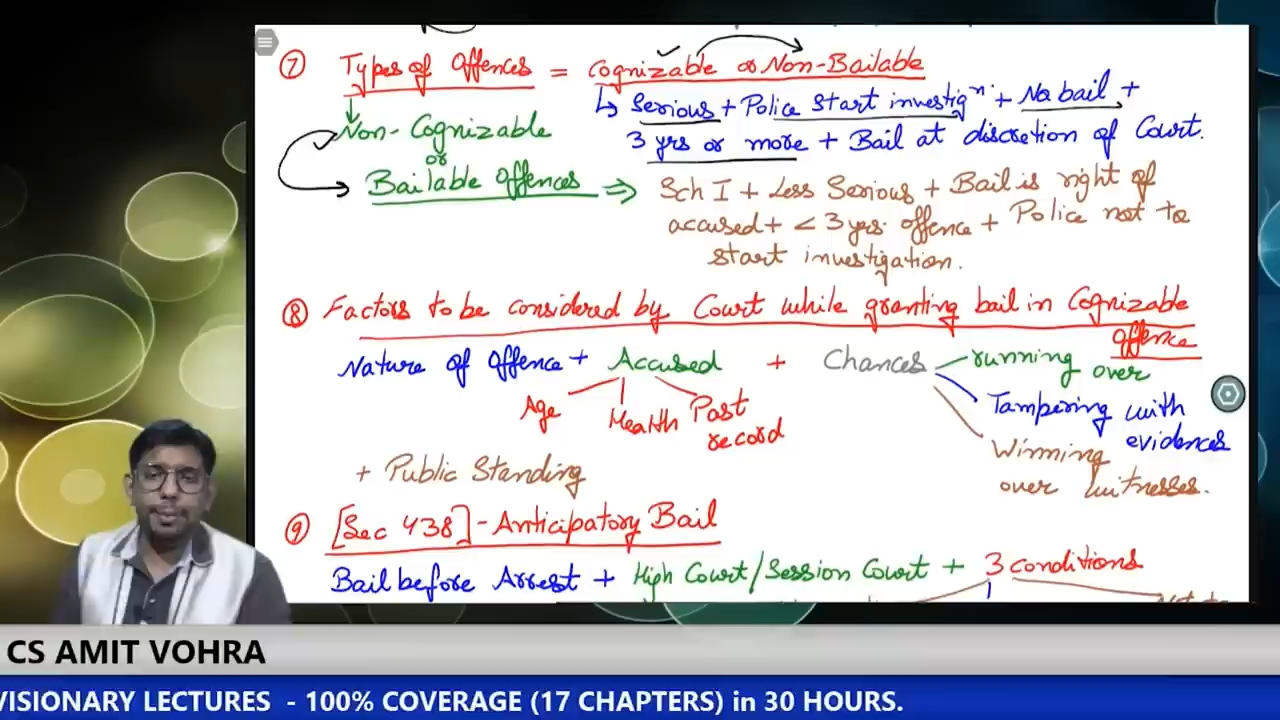 ⑦ Types of Offences = Cognizable or Non-Bailable
↳ Serious + Police start investigⁿ + No bail +
3 yrs or more + Bail at discretion of Court.
Non-Cognizable
or
Bailable Offences ⇒ Sch I + Less Serious + Bail is right of
accused + < 3 yrs. offence + Police not to
start investigation.
⑧ Factors to be considered by Court while granting bail in Cognizable
offence
Nature of offence + Accused + Chances running over
Age Health Past record
Tampering with evidences
Winning over witnesses.
+ Public Standing
⑨ [Sec 438] - Anticipatory Bail
Bail before Arrest + High Court/Session Court + 3 conditions
CS AMIT VOHRA
VISIONARY LECTURES - 100% COVERAGE (17 CHAPTERS) in 30 HOURS.